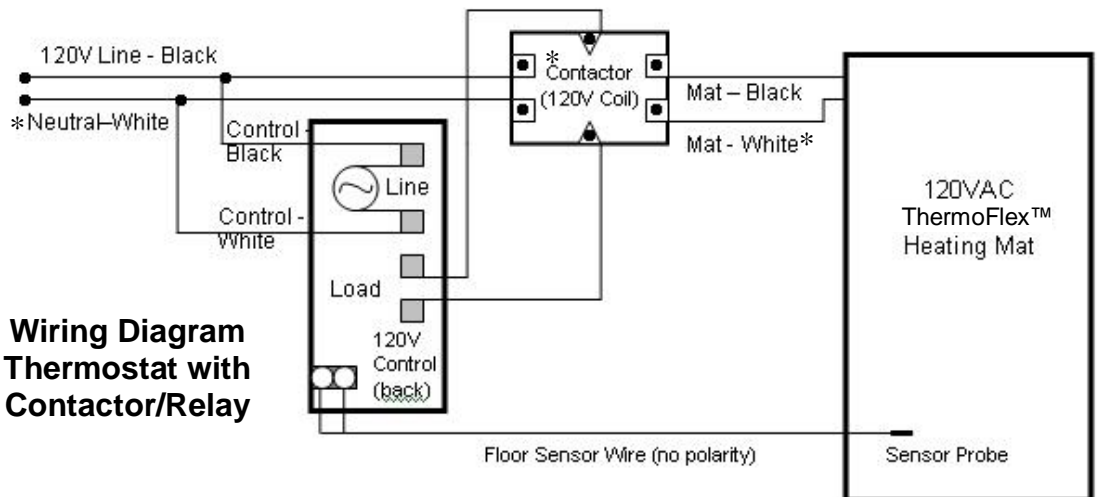 120V Line - Black
*Neutral–White
Control -
Black
Control -
White
Line
Load
120V
Control
(back)
*
Contactor
(120V Coil)
Mat – Black
Mat - White*
120VAC
ThermoFlex™
Heating Mat
Wiring Diagram
Thermostat with
Contactor/Relay
Floor Sensor Wire (no polarity)
Sensor Probe